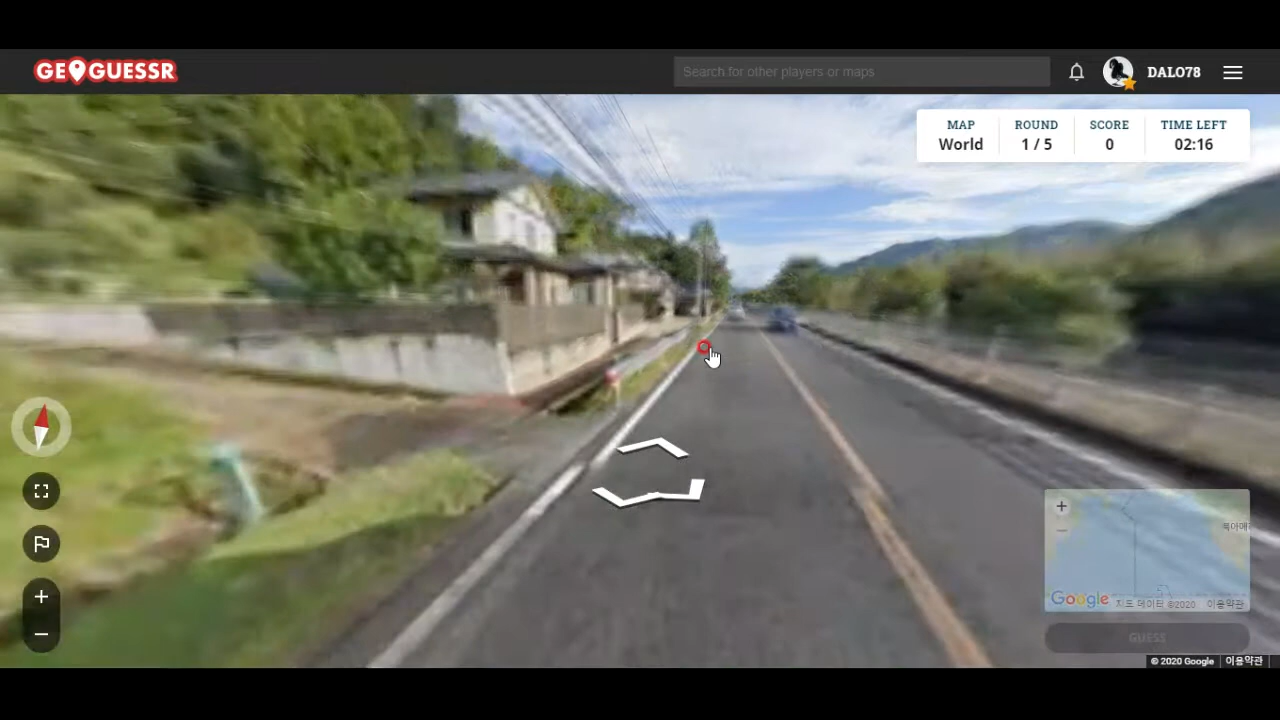 GEOGUESSR
Search for other players or maps
DALO78
MAP
World
ROUND
1 / 5
SCORE
0
TIME LEFT
02:16
+
−
+
−
Google
지도 데이터 ©2020 이용약관
GUESS
© 2020 Google 이용약관